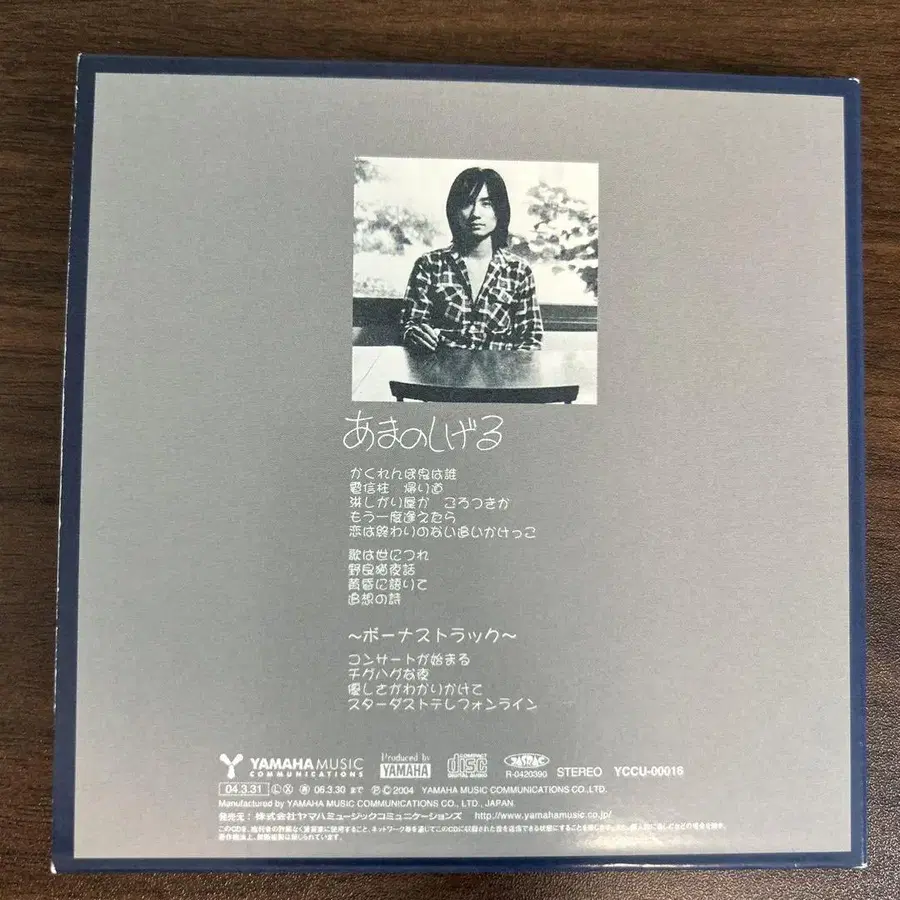 あまのしげる
かくれんぼ鬼は誰
電信柱 帰り道
淋しがり屋か ごろつきか
もう一度逢えたら
恋は終わりのない追いかけっこ
歌は世につれ
野良猫夜話
黄昏に語りて
追想の詩
〜ボーナストラック〜
コンサートが始まる
チグハグな夜
優しさがわかりかけて
スターダストテレフォンライン
YAMAHA MUSIC
COMMUNICATIONS
Produced by
YAMAHA
COMPACT
disc
DIGITAL AUDIO
JASRAC
R-0420390 STEREO YCCU-00016
04.3.31 Ⓛ Ⓧ 06.3.30 まで ⓅⒸ 2004 YAMAHA MUSIC COMMUNICATIONS CO.LTD.
Manufactured by YAMAHA MUSIC COMMUNICATIONS CO., LTD., JAPAN.
発売元：株式会社ヤマハミュージックコミュニケーションズ http://www.yamahamusic.co.jp/